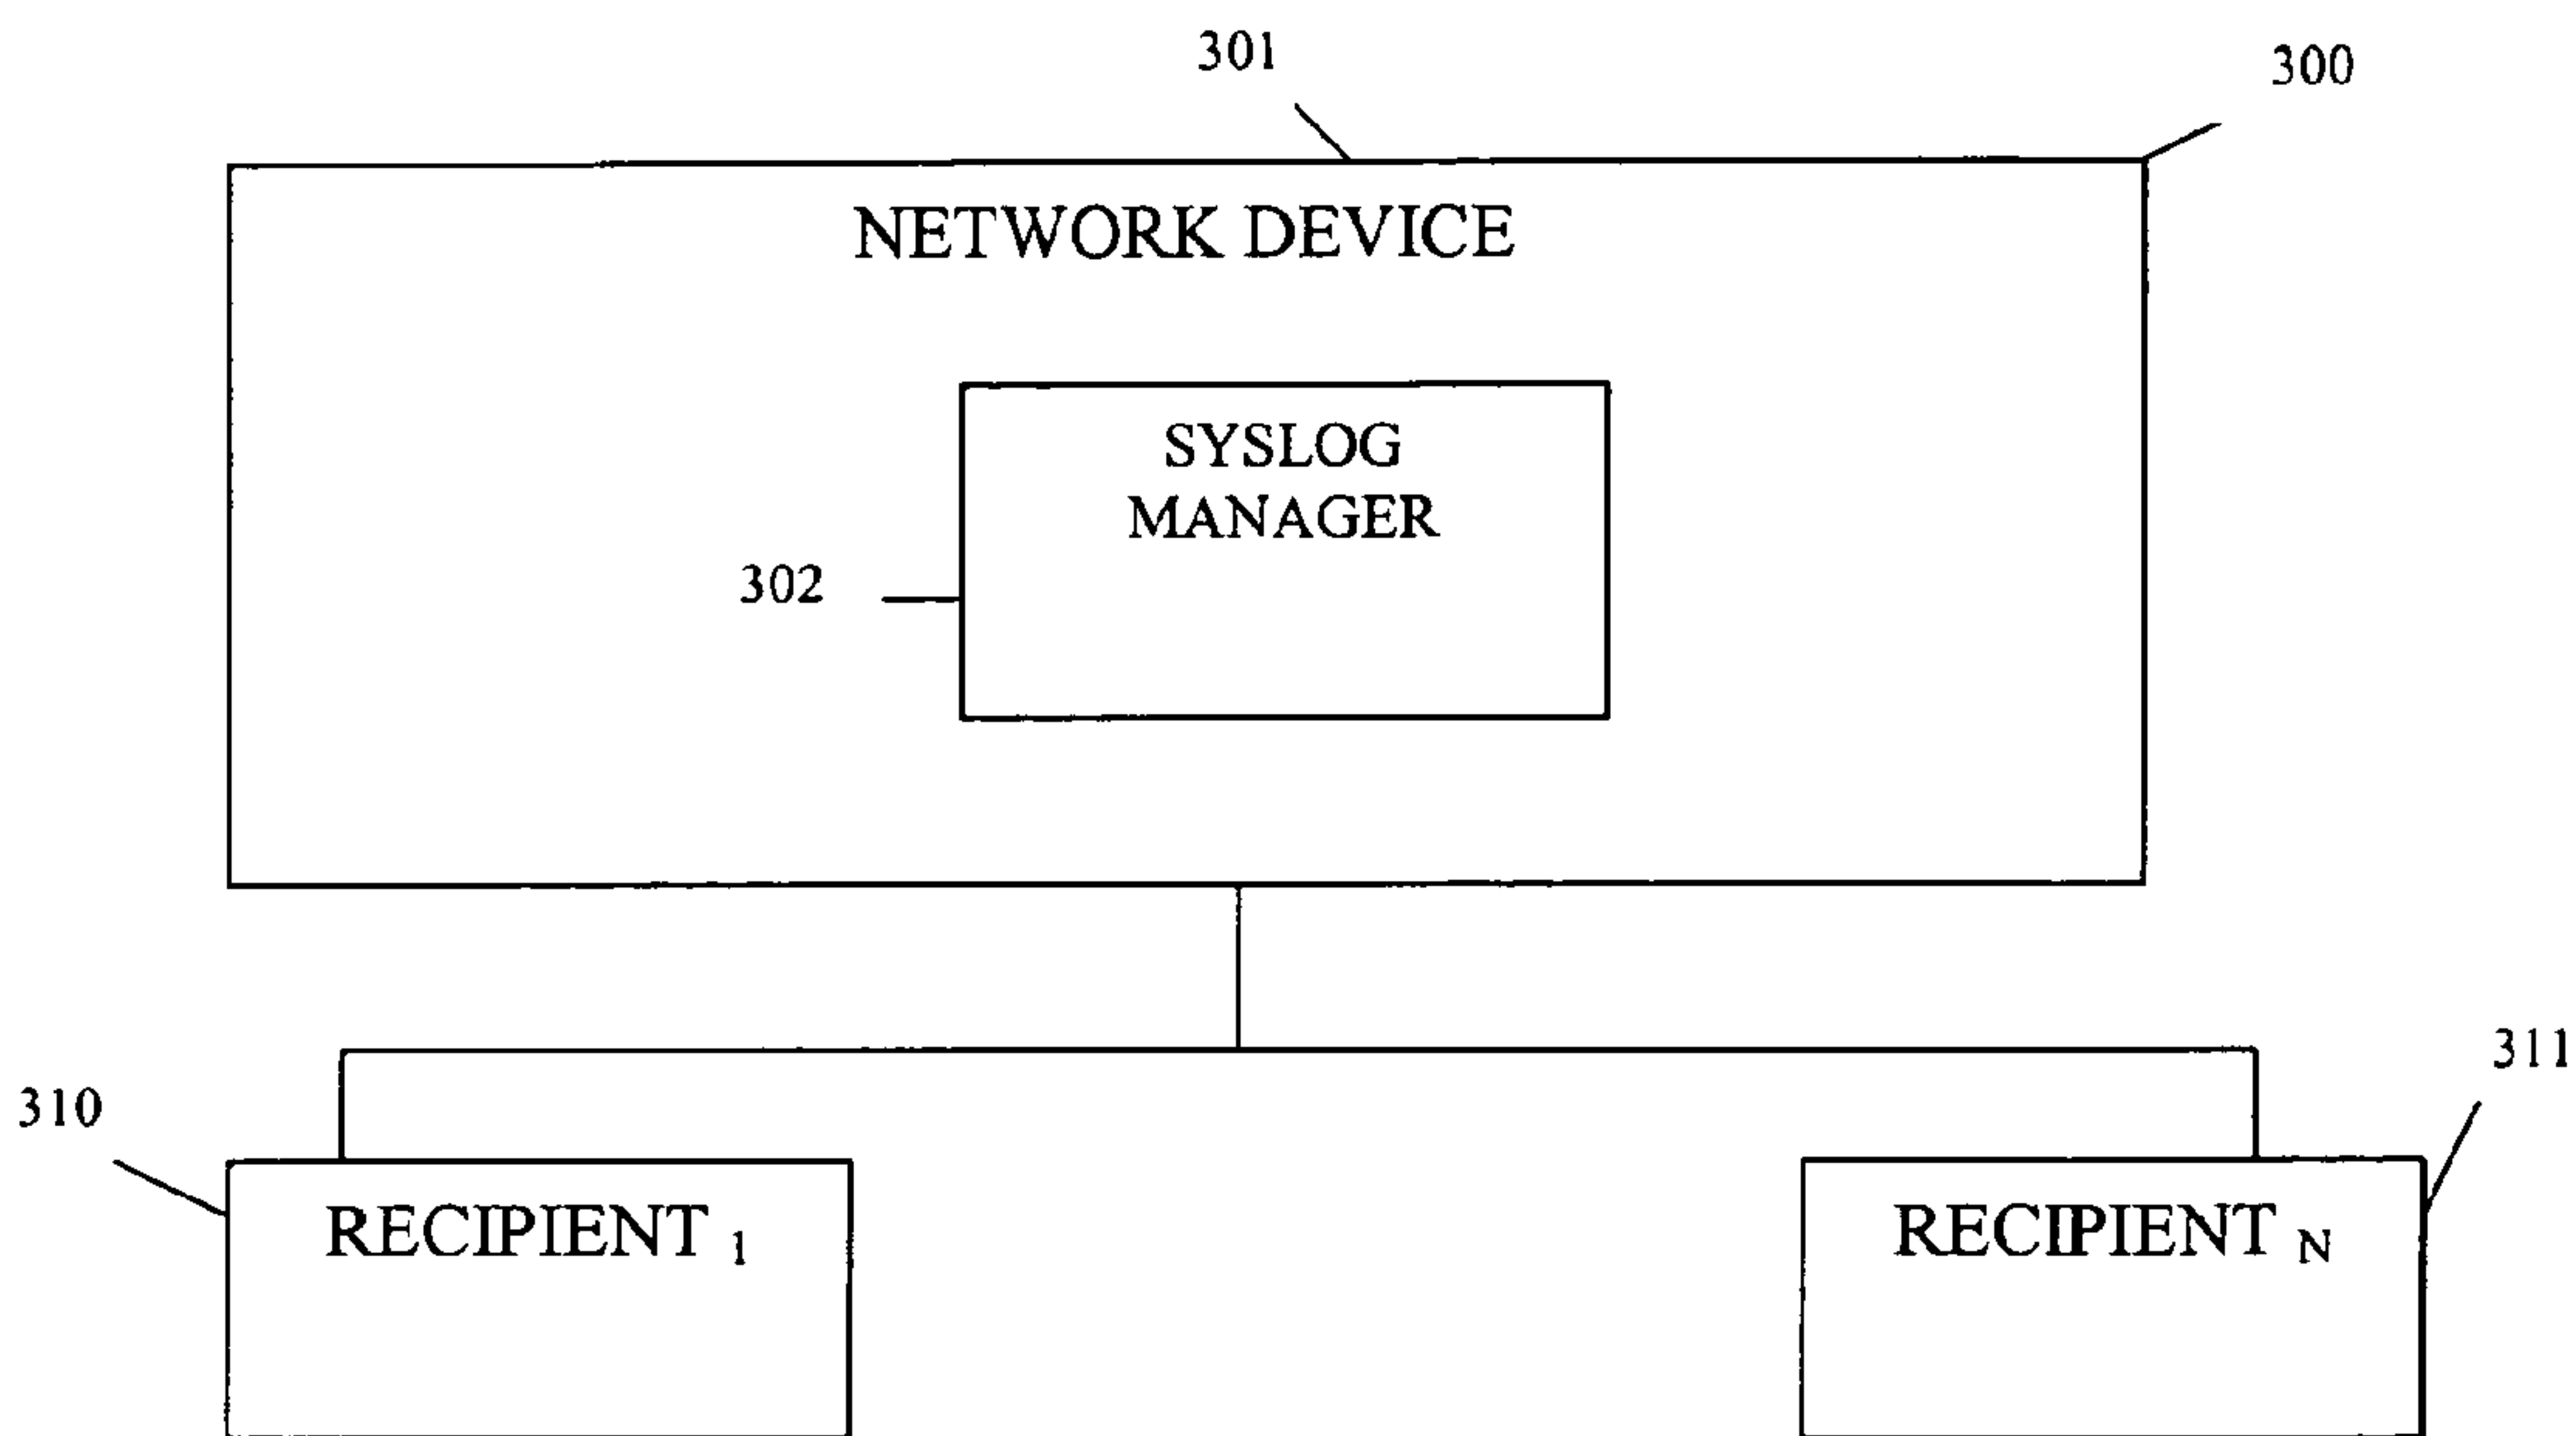 301
300
NETWORK DEVICE
SYSLOG
MANAGER
302
311
310
RECIPIENT 1
RECIPIENT N